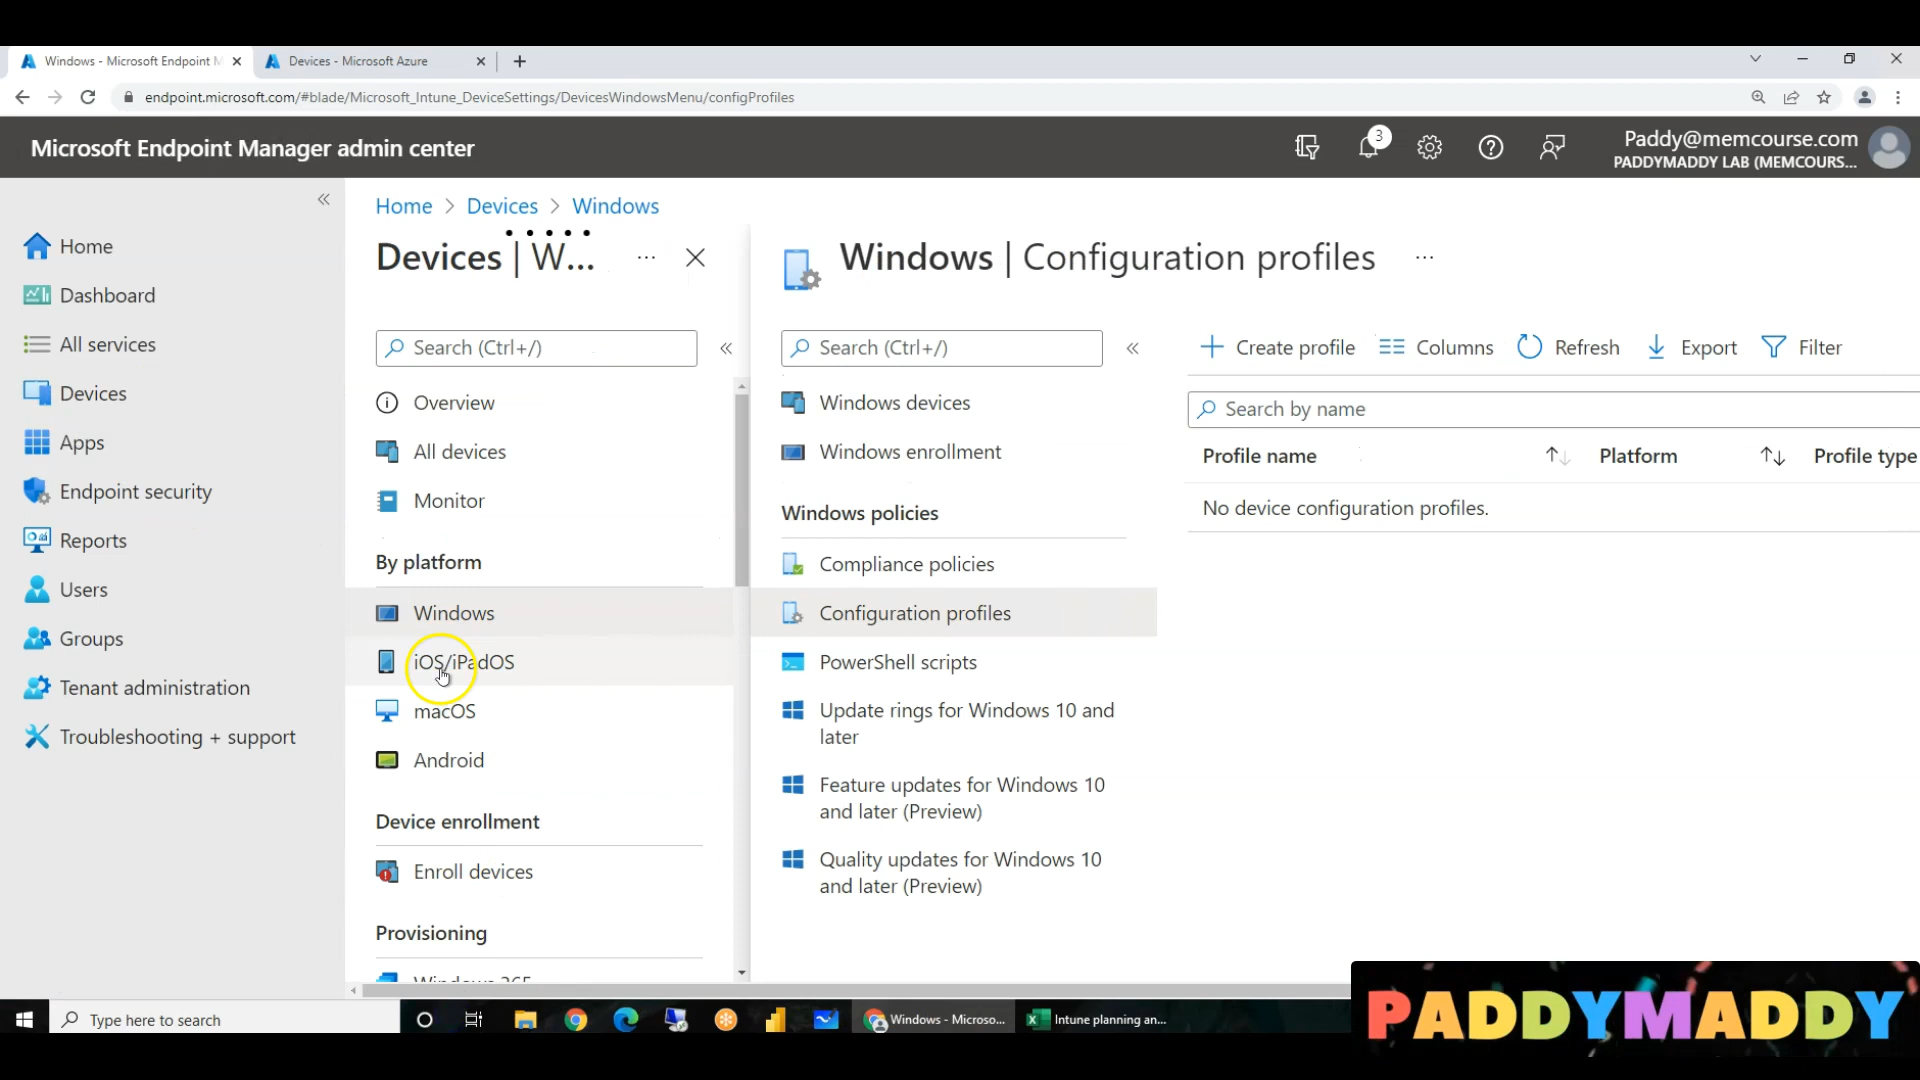 Windows - Microsoft Endpoint M
Devices - Microsoft Azure
endpoint.microsoft.com/#blade/Microsoft_Intune_DeviceSettings/DevicesWindowsMenu/configProfiles
Microsoft Endpoint Manager admin center
3
Paddy@memcourse.com
PADDYMADDY LAB (MEMCOURS...
Home
Dashboard
All services
Devices
Apps
Endpoint security
Reports
Users
Groups
Tenant administration
Troubleshooting + support
Home > Devices > Windows
Devices | W...
Search (Ctrl+/)
Overview
All devices
Monitor
By platform
Windows
iOS/iPadOS
macOS
Android
Device enrollment
Enroll devices
Provisioning
Windows 365
Windows | Configuration profiles
Search (Ctrl+/)
Windows devices
Windows enrollment
Windows policies
Compliance policies
Configuration profiles
PowerShell scripts
Update rings for Windows 10 and
later
Feature updates for Windows 10
and later (Preview)
Quality updates for Windows 10
and later (Preview)
Create profile
Columns
Refresh
Export
Filter
Search by name
Profile name
Platform
Profile type
No device configuration profiles.
Type here to search
Windows - Microso...
Intune planning an...
PADDYMADDY